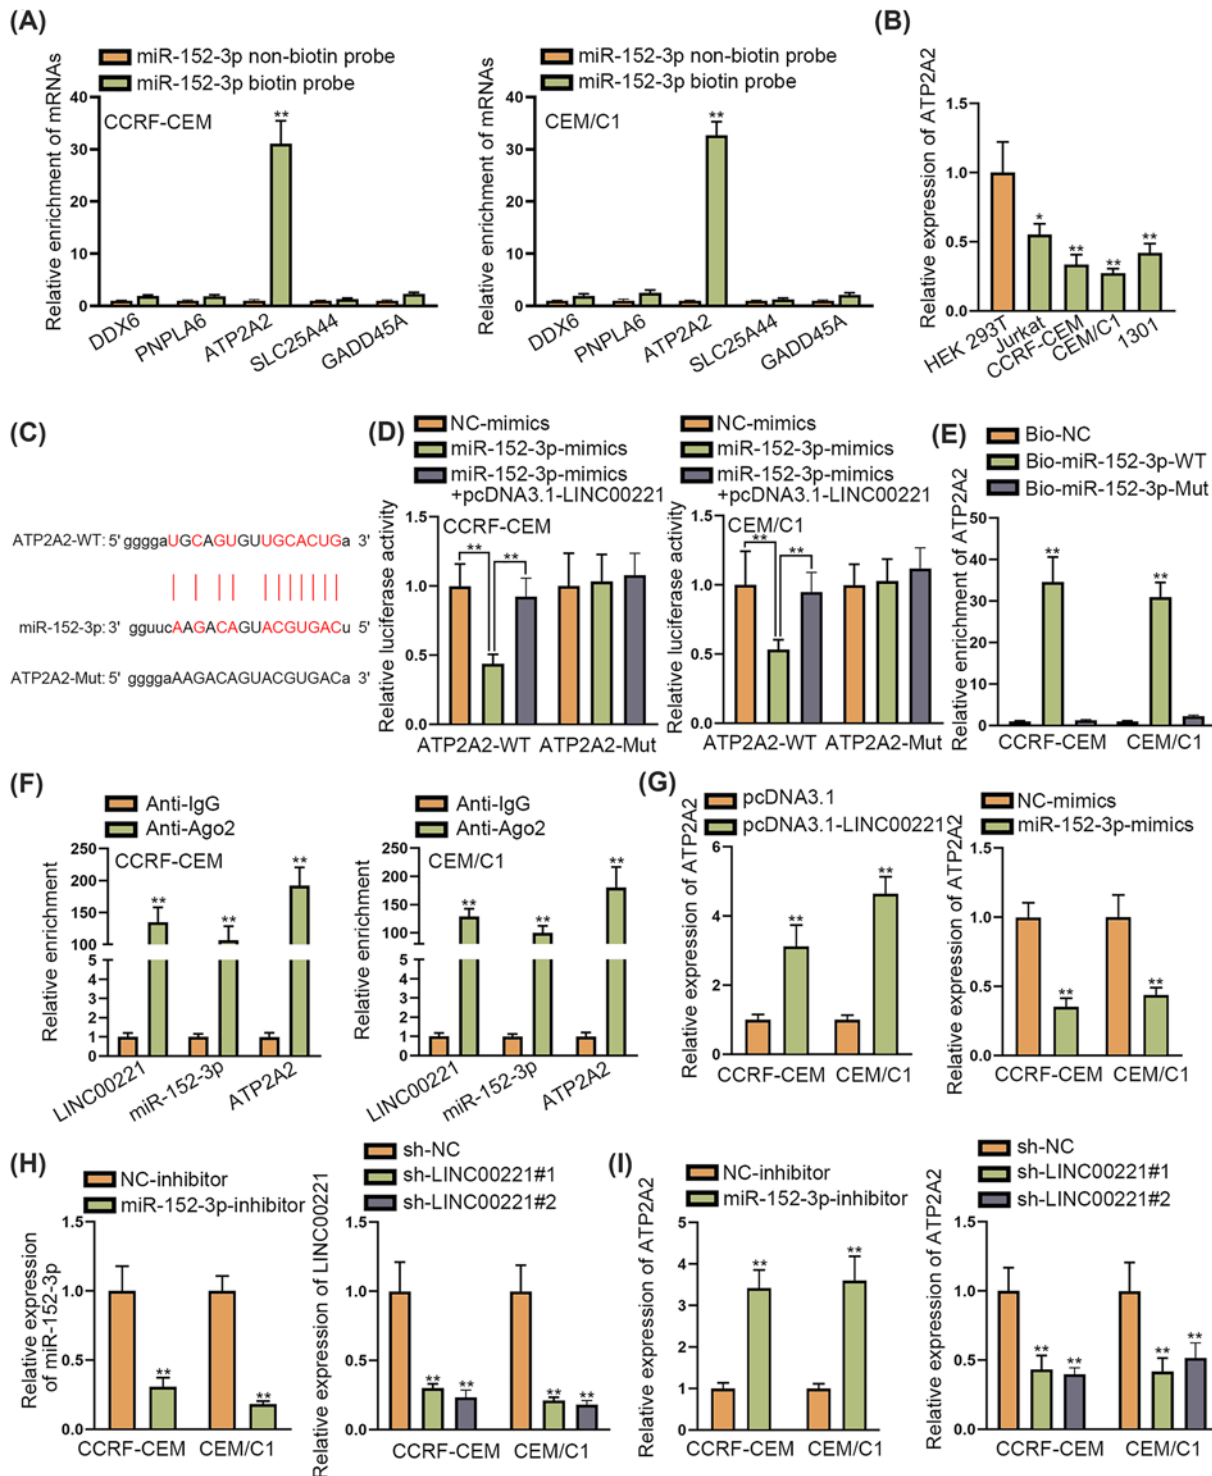 (A)
miR-152-3p non-biotin probe
miR-152-3p biotin probe
Relative enrichment of mRNAs
40
30
20
10
0
CCRF-CEM
**
DDX6
PNPLA6
ATP2A2
SLC25A44
GADD45A
miR-152-3p non-biotin probe
miR-152-3p biotin probe
Relative enrichment of mRNAs
40
30
20
10
0
CEM/C1
**
DDX6
PNPLA6
ATP2A2
SLC25A44
GADD45A
(B)
Relative expression of ATP2A2
1.5
1.0
0.5
0.0
*
**
**
**
HEK 293T
Jurkat
CCRF-CEM
CEM/C1
1301
(C)
ATP2A2-WT: 5' ggggaUGCAGUGUUGCACUGa 3'
miR-152-3p: 3' gguucAAGACAGUACGUGACu 5'
ATP2A2-Mut: 5' ggggaAAGACAGUACGUGACa 3'
(D)
NC-mimics
miR-152-3p-mimics
miR-152-3p-mimics
+pcDNA3.1-LINC00221
Relative luciferase activity
1.5
1.0
0.5
0.0
CCRF-CEM
**
**
ATP2A2-WT
ATP2A2-Mut
NC-mimics
miR-152-3p-mimics
miR-152-3p-mimics
+pcDNA3.1-LINC00221
Relative luciferase activity
1.5
1.0
0.5
0.0
CEM/C1
**
**
ATP2A2-WT
ATP2A2-Mut
(E)
Bio-NC
Bio-miR-152-3p-WT
Bio-miR-152-3p-Mut
Relative enrichment of ATP2A2
50
40
30
20
10
0
**
**
CCRF-CEM
CEM/C1
(F)
Anti-IgG
Anti-Ago2
Relative enrichment
250
200
150
100
5
4
3
2
1
0
CCRF-CEM
**
**
**
LINC00221
miR-152-3p
ATP2A2
Anti-IgG
Anti-Ago2
Relative enrichment
250
200
150
100
5
4
3
2
1
0
CEM/C1
**
**
**
LINC00221
miR-152-3p
ATP2A2
(G)
pcDNA3.1
pcDNA3.1-LINC00221
Relative expression of ATP2A2
6
4
2
0
**
**
CCRF-CEM
CEM/C1
NC-mimics
miR-152-3p-mimics
Relative expression of ATP2A2
1.5
1.0
0.5
0.0
**
**
CCRF-CEM
CEM/C1
(H)
NC-inhibitor
miR-152-3p-inhibitor
Relative expression
of miR-152-3p
1.5
1.0
0.5
0.0
**
**
CCRF-CEM
CEM/C1
sh-NC
sh-LINC00221#1
sh-LINC00221#2
Relative expression of LINC00221
1.5
1.0
0.5
0.0
**
**
**
**
CCRF-CEM
CEM/C1
(I)
NC-inhibitor
miR-152-3p-inhibitor
Relative expression of ATP2A2
5
4
3
2
1
0
**
**
CCRF-CEM
CEM/C1
sh-NC
sh-LINC00221#1
sh-LINC00221#2
Relative expression of ATP2A2
1.5
1.0
0.5
0.0
**
**
**
**
CCRF-CEM
CEM/C1